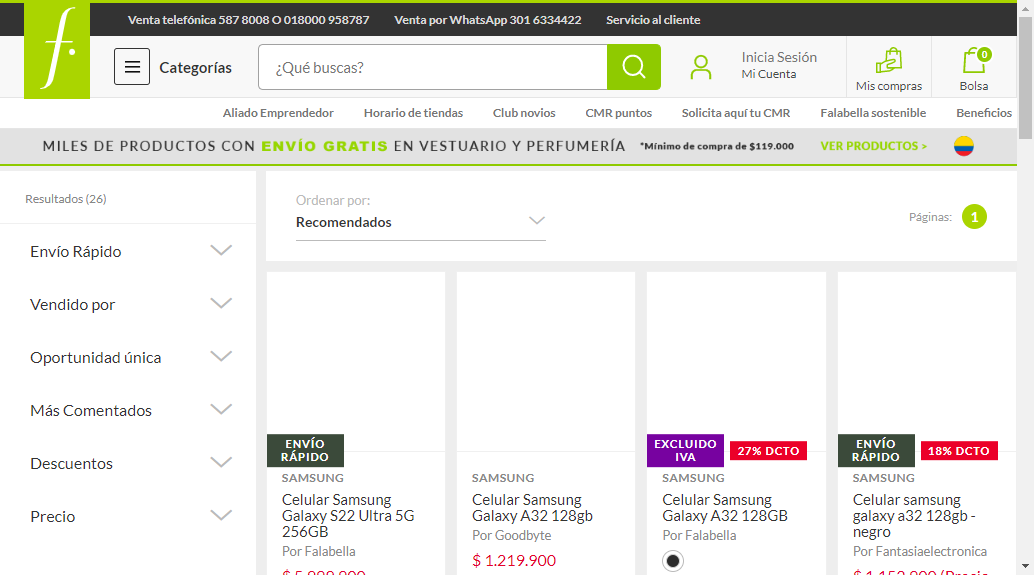 Venta telefónica 587 8008 O 018000 958787 Venta por WhatsApp 301 6334422 Servicio al cliente
f.
Categorías
¿Qué buscas?
Inicia Sesión
Mi Cuenta
Mis compras
0
Bolsa
Aliado Emprendedor Horario de tiendas Club novios CMR puntos Solicita aquí tu CMR Falabella sostenible Beneficios
MILES DE PRODUCTOS CON ENVÍO GRATIS EN VESTUARIO Y PERFUMERÍA *Mínimo de compra de $119.000 VER PRODUCTOS >
Resultados (26)
Envío Rápido
Vendido por
Oportunidad única
Más Comentados
Descuentos
Precio
Ordenar por:
Recomendados
Páginas: 1
ENVÍO
RÁPIDO
SAMSUNG
Celular Samsung
Galaxy S22 Ultra 5G
256GB
Por Falabella
SAMSUNG
Celular Samsung
Galaxy A32 128gb
Por Goodbyte
$ 1.219.900
EXCLUIDO
IVA
27% DCTO
SAMSUNG
Celular Samsung
Galaxy A32 128GB
Por Falabella
ENVÍO
RÁPIDO
18% DCTO
SAMSUNG
Celular samsung
galaxy a32 128gb -
negro
Por Fantasiaelectronica